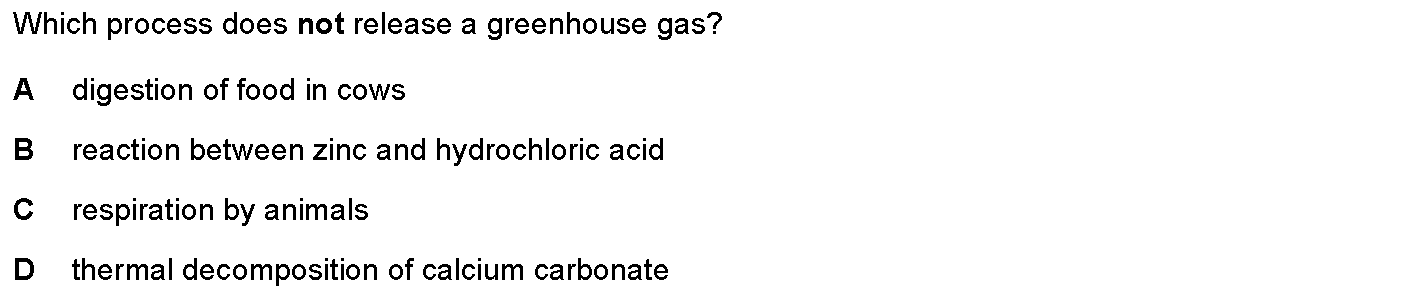 Which process does not release a greenhouse gas?
A digestion of food in cows
B reaction between zinc and hydrochloric acid
C respiration by animals
D thermal decomposition of calcium carbonate